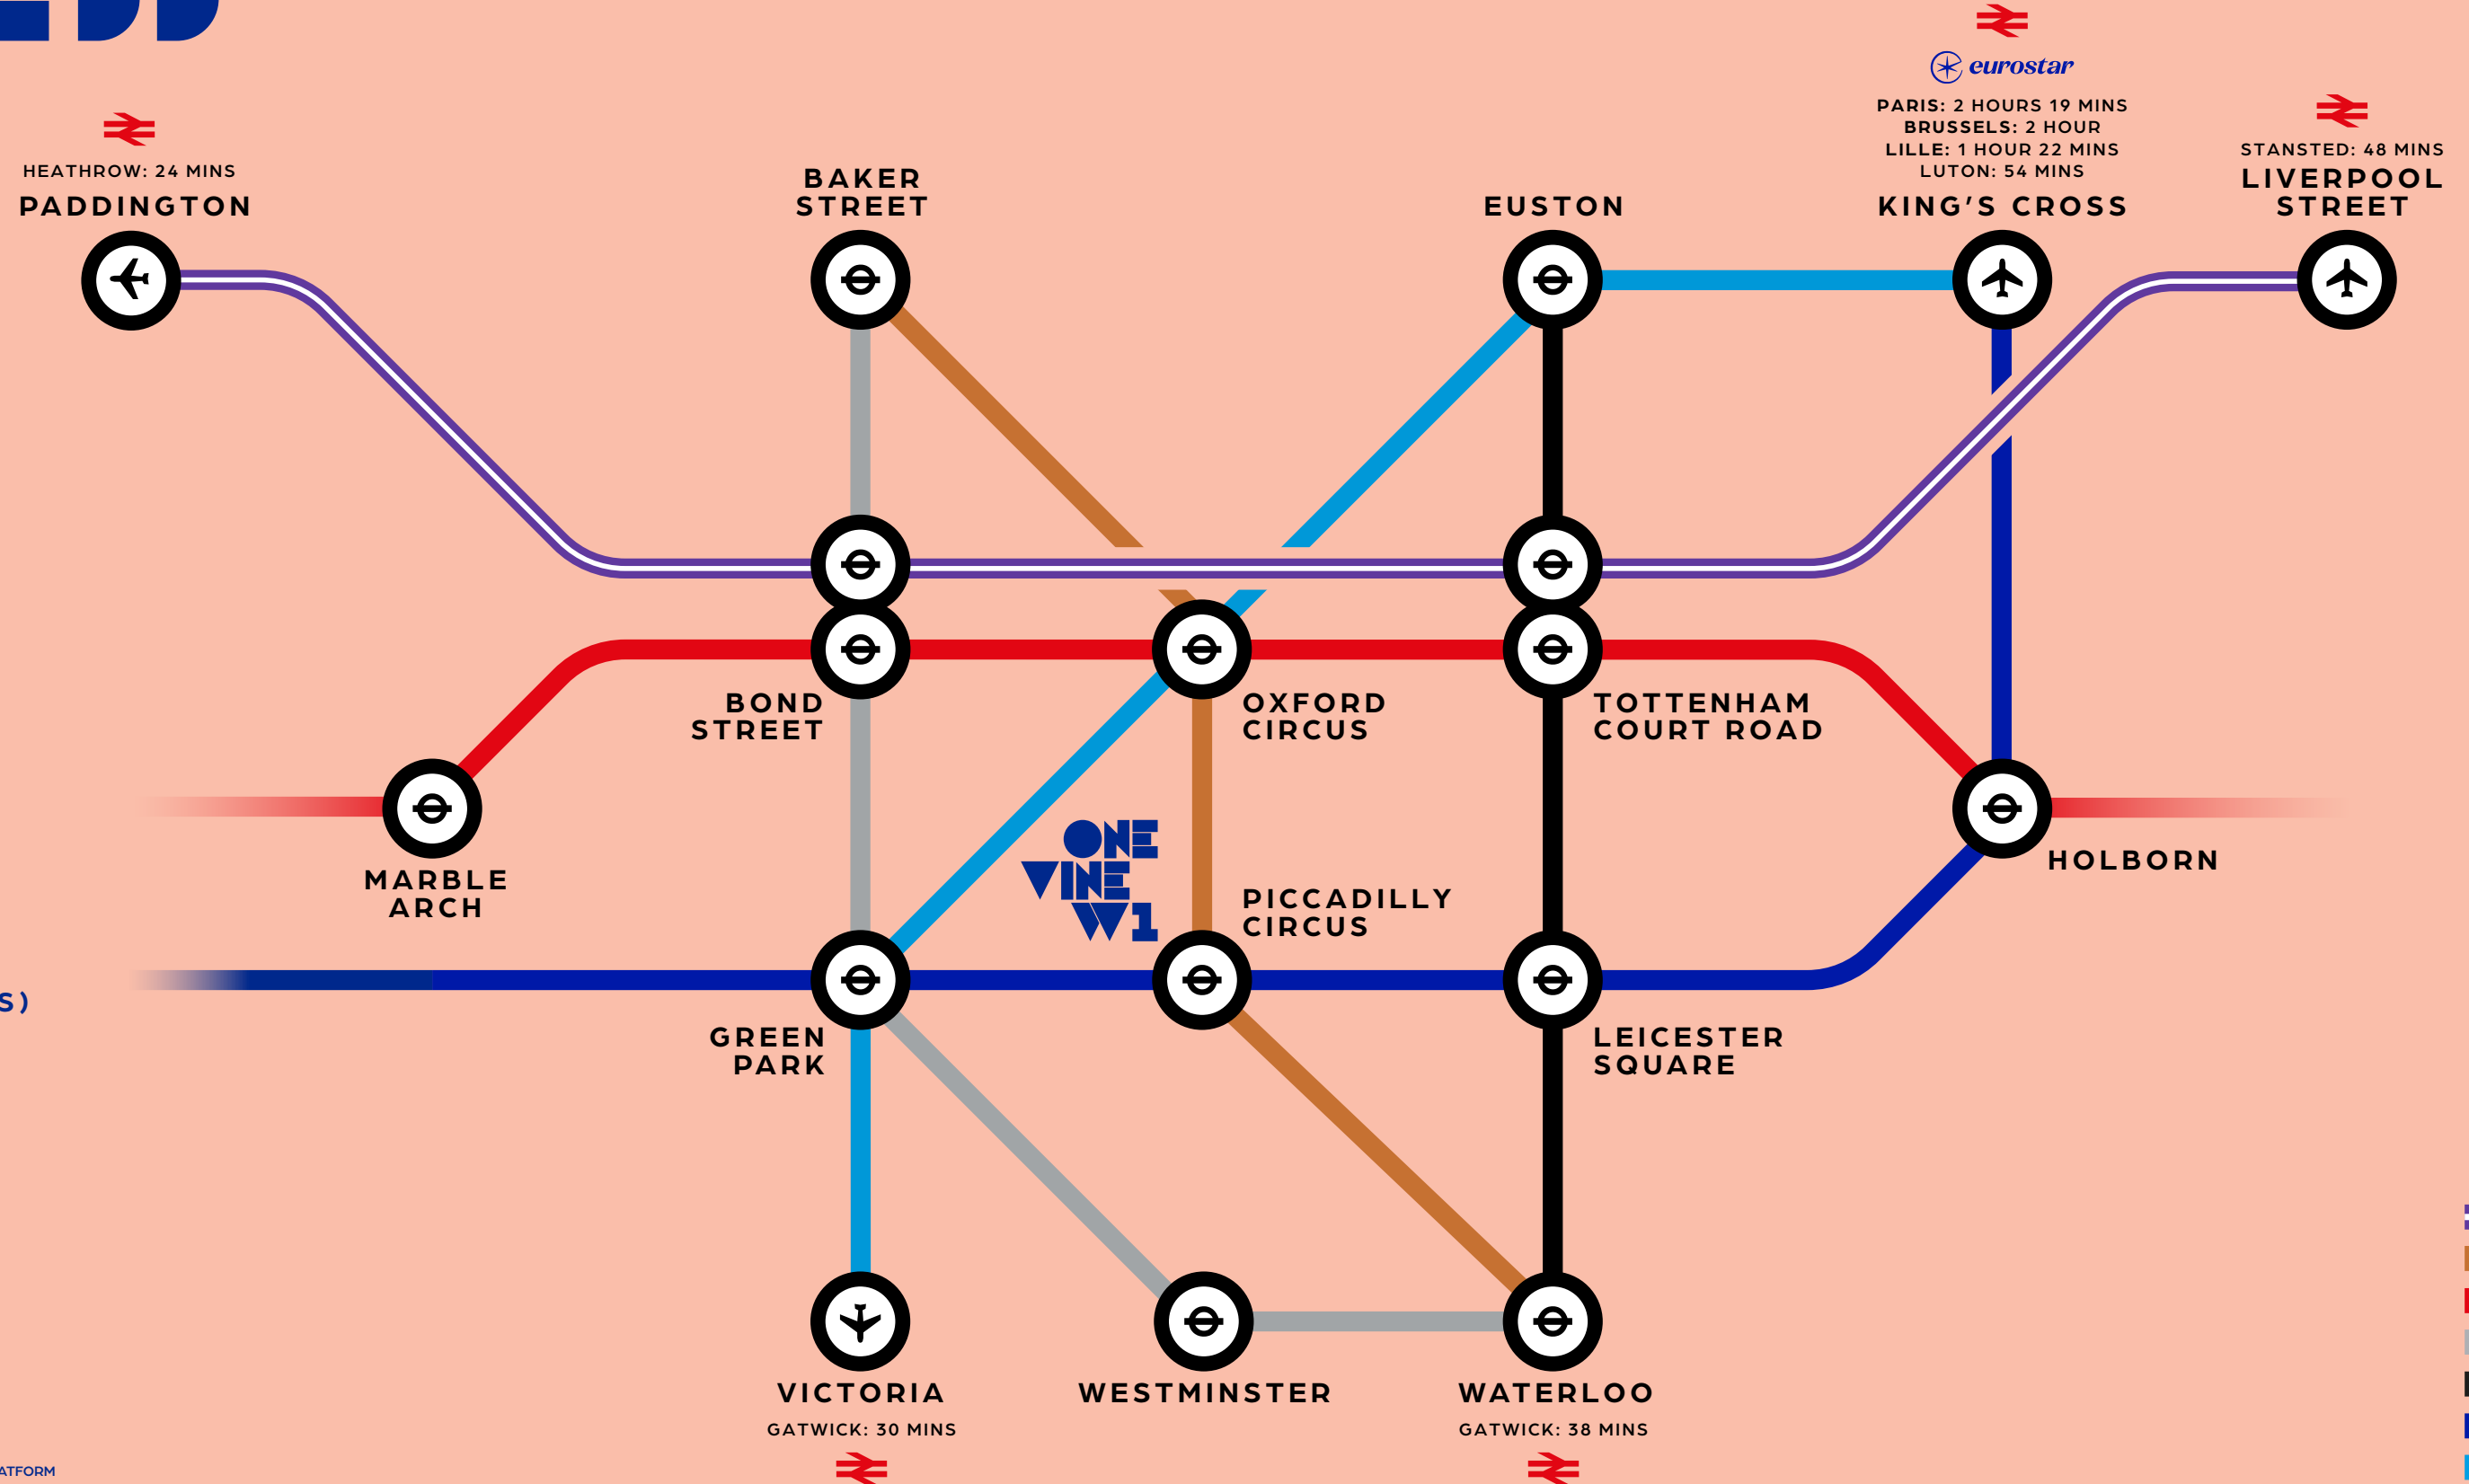 eurostar
PARIS: 2 HOURS 19 MINS
BRUSSELS: 2 HOUR
LILLE: 1 HOUR 22 MINS
LUTON: 54 MINS
KING'S CROSS
STANSTED: 48 MINS
LIVERPOOL
STREET
HEATHROW: 24 MINS
PADDINGTON
BAKER
STREET
EUSTON
BOND
STREET
OXFORD
CIRCUS
TOTTENHAM
COURT ROAD
MARBLE
ARCH
ONE
VINE
W1
PICCADILLY
CIRCUS
HOLBORN
S)
GREEN
PARK
LEICESTER
SQUARE
VICTORIA
GATWICK: 30 MINS
WESTMINSTER
WATERLOO
GATWICK: 38 MINS
ATFORM